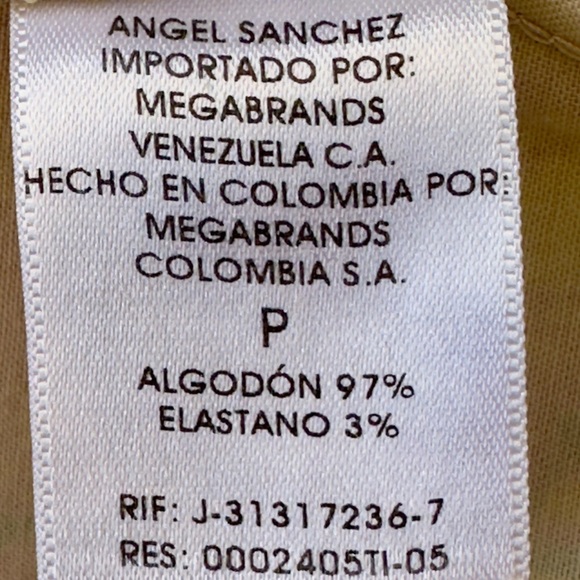 ANGEL SANCHEZ
IMPORTADO POR:
MEGABRANDS
VENEZUELA C.A.
HECHO EN COLOMBIA POR:
MEGABRANDS
COLOMBIA S.A.
P
ALGODÓN 97%
ELASTANO 3%
RIF: J-31317236-7
RES: 0002405TI-05